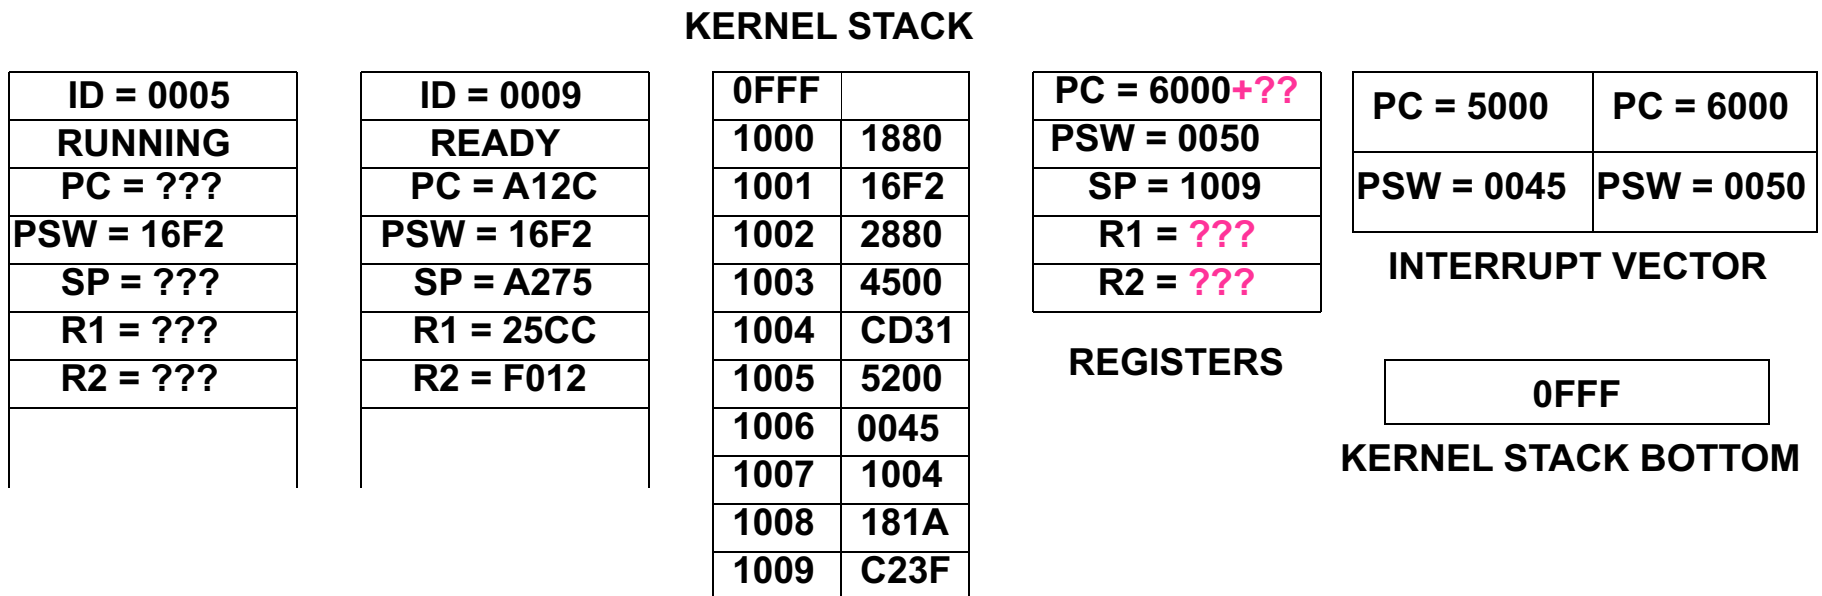 KERNEL STACK
ID = 0005
RUNNING
PC = ???
PSW = 16F2
SP = ???
R1 = ???
R2 = ???
ID = 0009
READY
PC = A12C
PSW = 16F2
SP = A275
R1 = 25CC
R2 = F012
0FFF
1000 1880
1001 16F2
1002 2880
1003 4500
1004 CD31
1005 5200
1006 0045
1007 1004
1008 181A
1009 C23F
PC = 6000+??
PSW = 0050
SP = 1009
R1 = ???
R2 = ???
REGISTERS
PC = 5000 PC = 6000
PSW = 0045 PSW = 0050
INTERRUPT VECTOR
0FFF
KERNEL STACK BOTTOM